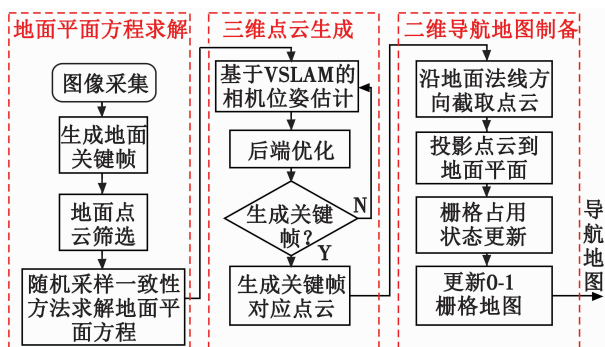 地面平面方程求解
图像采集
生成地面
关键帧
地面点
云筛选
随机采样一致性
方法求解地面平
面方程
三维点云生成
基于VSLAM的
相机位姿估计
后端优化
生成关键
帧？
N
Y
生成关键帧
对应点云
二维导航地图制备
沿地面法线方
向截取点云
投影点云到
地面平面
栅格占用
状态更新
更新0-1
栅格地图
导航地图